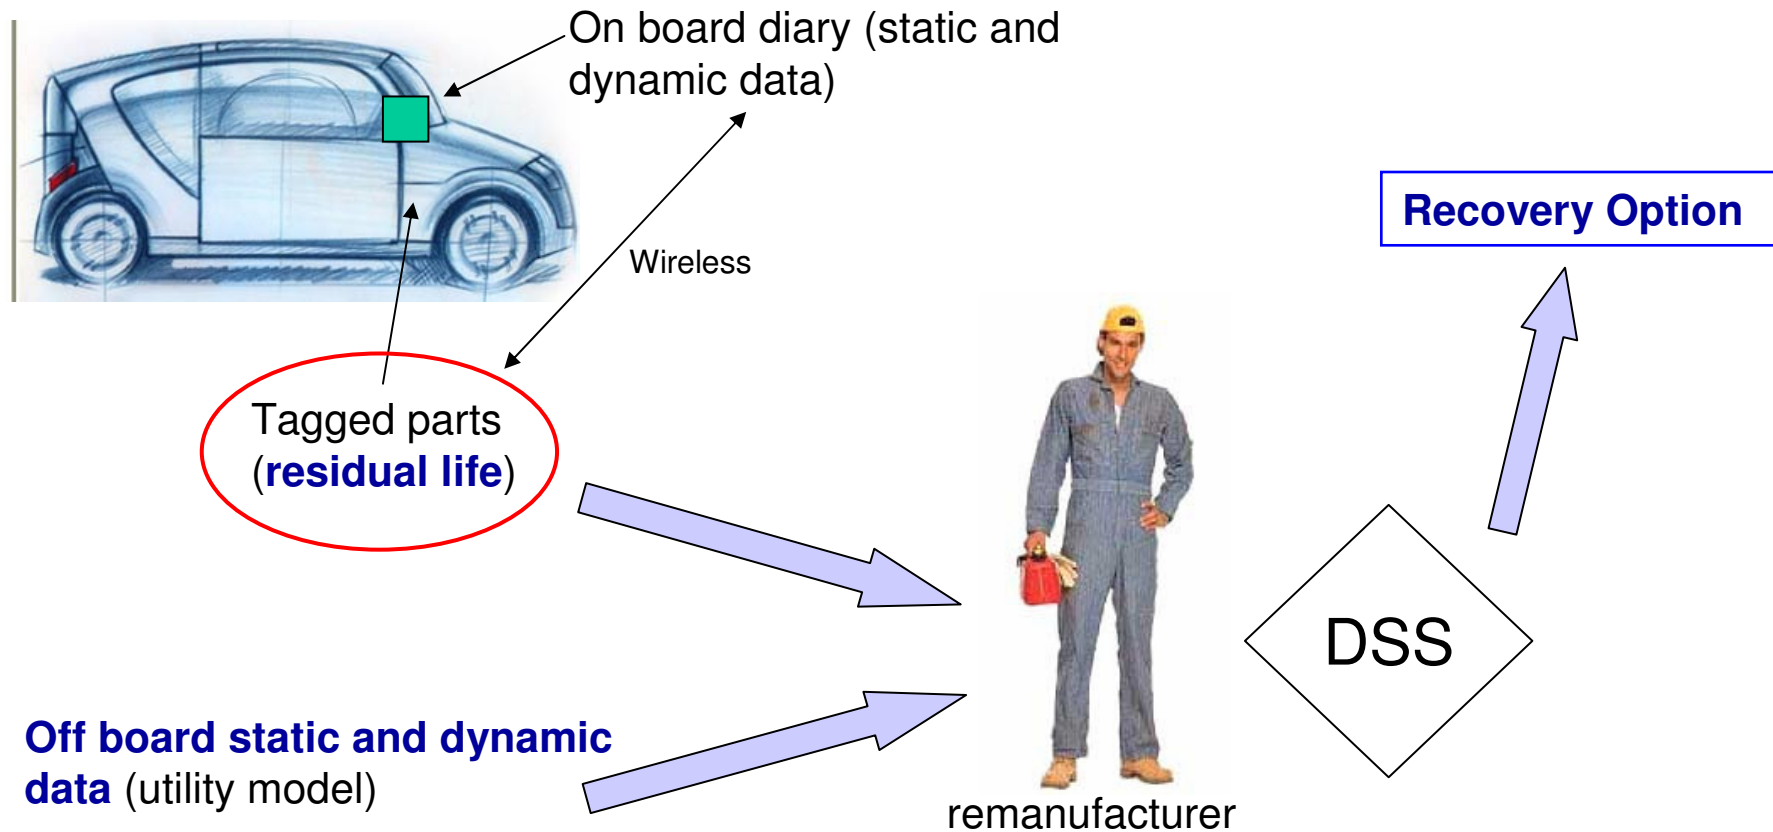 On board diary (static and
dynamic data)
Recovery Option
Wireless
Tagged parts
(residual life)
DSS
Off board static and dynamic
data (utility model)
remanufacturer